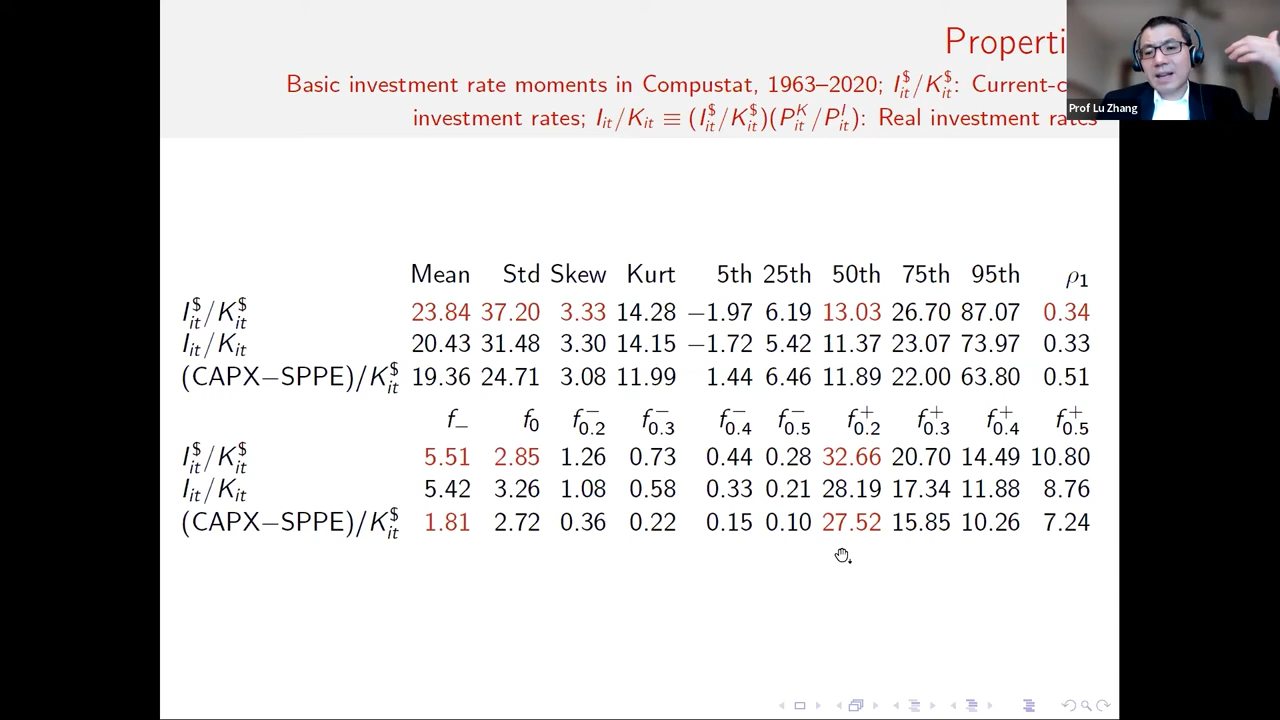 Properti
Basic investment rate moments in Compustat, 1963–2020; I$it/K$it: Current-c
investment rates; Iit/Kit ≡ (I$it/K$it)(PKit/PIit): Real investment rates
Prof Lu Zhang
Mean Std Skew Kurt 5th 25th 50th 75th 95th ρ1
I$it/K$it 23.84 37.20 3.33 14.28 −1.97 6.19 13.03 26.70 87.07 0.34
Iit/Kit 20.43 31.48 3.30 14.15 −1.72 5.42 11.37 23.07 73.97 0.33
(CAPX−SPPE)/K$it 19.36 24.71 3.08 11.99 1.44 6.46 11.89 22.00 63.80 0.51
f− f0 f−0.2 f−0.3 f−0.4 f−0.5 f+0.2 f+0.3 f+0.4 f+0.5
I$it/K$it 5.51 2.85 1.26 0.73 0.44 0.28 32.66 20.70 14.49 10.80
Iit/Kit 5.42 3.26 1.08 0.58 0.33 0.21 28.19 17.34 11.88 8.76
(CAPX−SPPE)/K$it 1.81 2.72 0.36 0.22 0.15 0.10 27.52 15.85 10.26 7.24